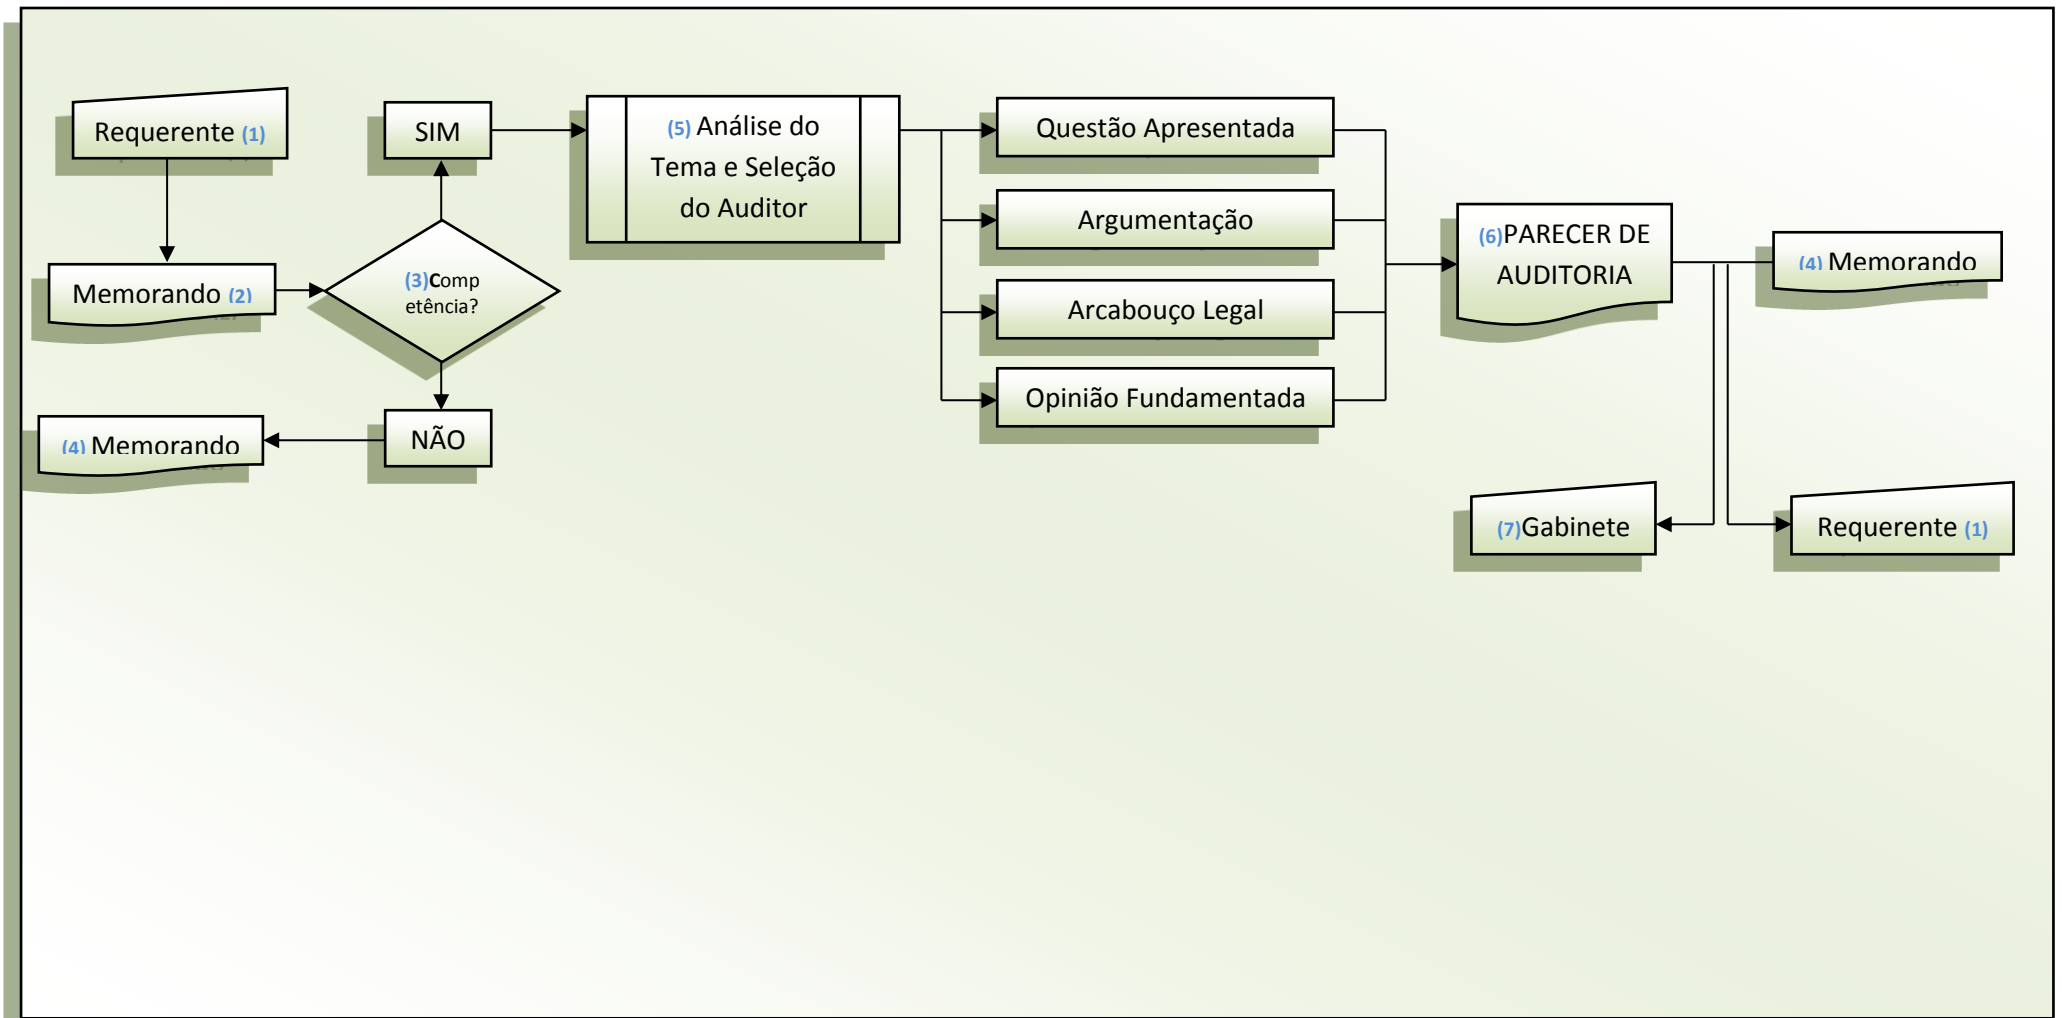 Requerente (1)
Memorando (2)
(3)Comp
etência?
SIM
NÃO
(4) Memorando
(5) Análise do
Tema e Seleção
do Auditor
Questão Apresentada
Argumentação
Arcabouço Legal
Opinião Fundamentada
(6)PARECER DE
AUDITORIA
(4) Memorando
(7)Gabinete
Requerente (1)